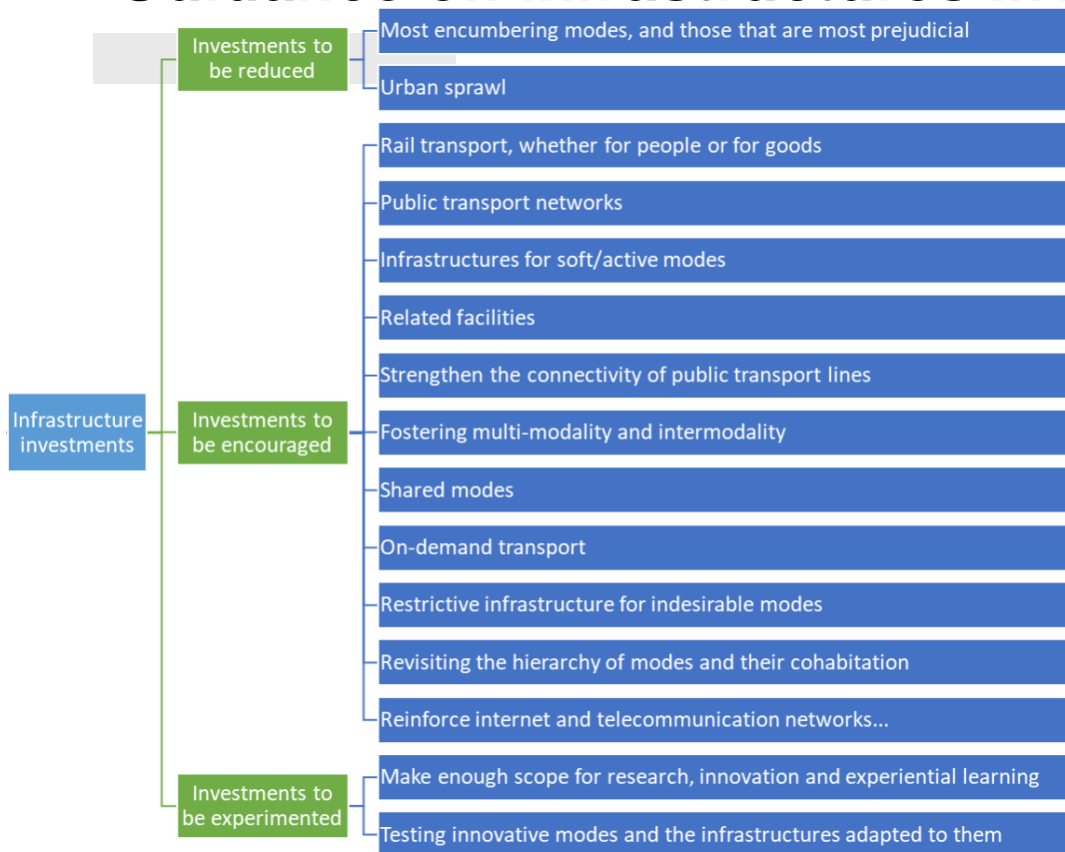 Investments to
be reduced
Most encumbering modes, and those that are most prejudicial
Urban sprawl
Infrastructure
investments
Investments to
be encouraged
Rail transport, whether for people or for goods
Public transport networks
Infrastructures for soft/active modes
Related facilities
Strengthen the connectivity of public transport lines
Fostering multi-modality and intermodality
Shared modes
On-demand transport
Restrictive infrastructure for indesirable modes
Revisiting the hierarchy of modes and their cohabitation
Reinforce internet and telecommunication networks...
Investments to
be experimented
Make enough scope for research, innovation and experiential learning
Testing innovative modes and the infrastructures adapted to them